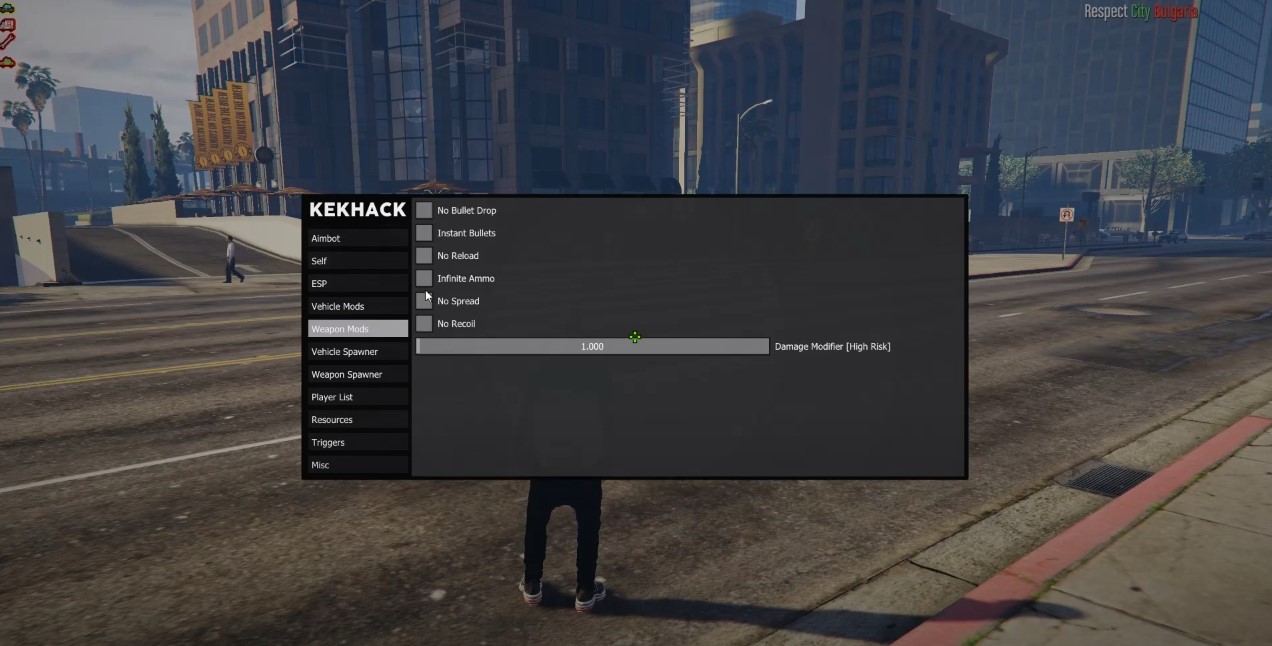 Respect City Bulgaria
KEKHACK
Aimbot
Self
ESP
Vehicle Mods
Weapon Mods
Vehicle Spawner
Weapon Spawner
Player List
Resources
Triggers
Misc
No Bullet Drop
Instant Bullets
No Reload
Infinite Ammo
No Spread
No Recoil
1.000
Damage Modifier [High Risk]